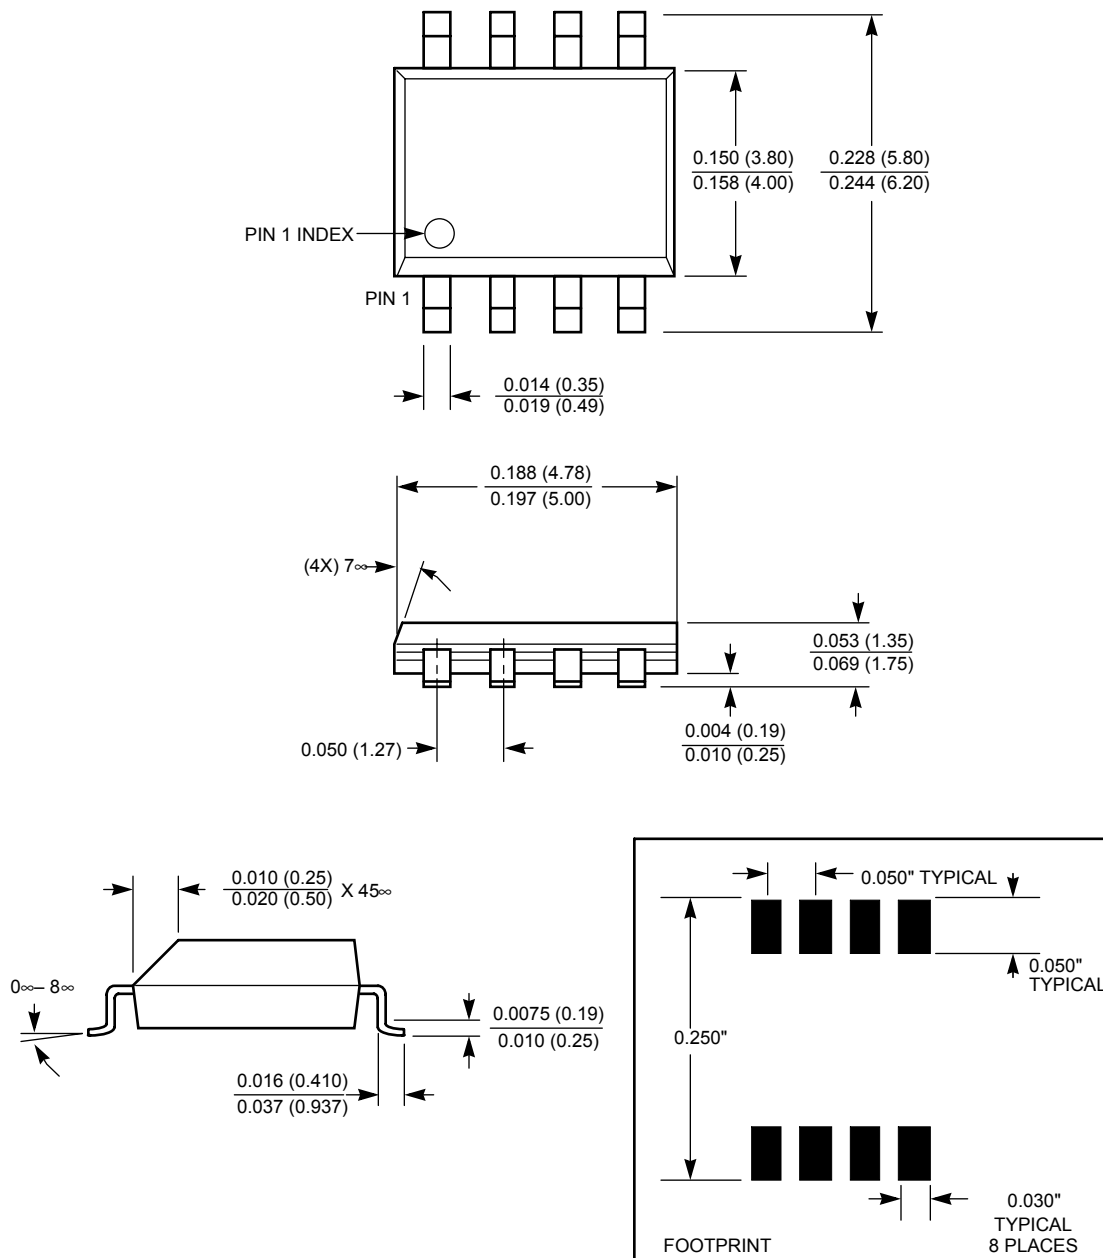 0.150 (3.80)
0.158 (4.00)
0.228 (5.80)
0.244 (6.20)
PIN 1 INDEX
PIN 1
0.014 (0.35)
0.019 (0.49)
0.188 (4.78)
0.197 (5.00)
(4X) 7∞
0.053 (1.35)
0.069 (1.75)
0.004 (0.19)
0.010 (0.25)
0.050 (1.27)
0.010 (0.25)
0.020 (0.50)
X 45∞
0∞– 8∞
0.0075 (0.19)
0.010 (0.25)
0.016 (0.410)
0.037 (0.937)
0.050" TYPICAL
0.050"
TYPICAL
0.250"
0.030"
TYPICAL
8 PLACES
FOOTPRINT